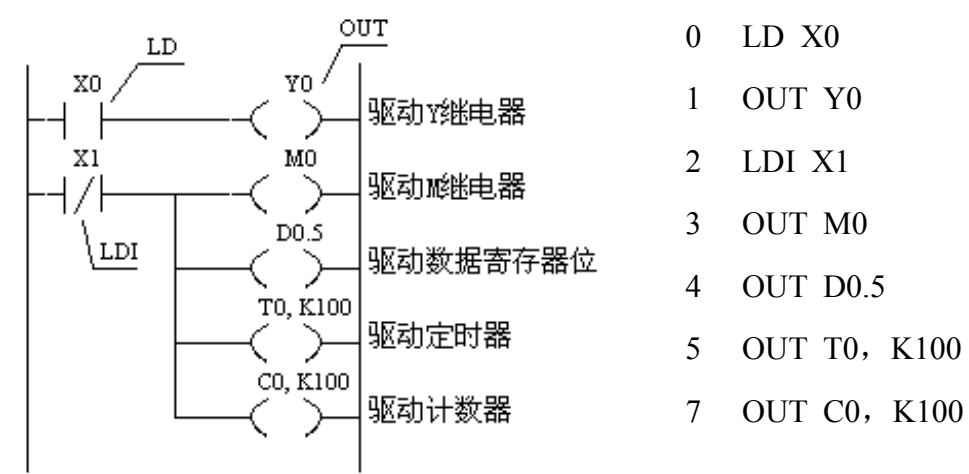 OUT
LD
X0
Y0
驱动Y继电器
X1
M0
驱动M继电器
LDI
D0.5
驱动数据寄存器位
T0, K100
驱动定时器
C0, K100
驱动计数器
0 LD X0
1 OUT Y0
2 LDI X1
3 OUT M0
4 OUT D0.5
5 OUT T0，K100
7 OUT C0，K100